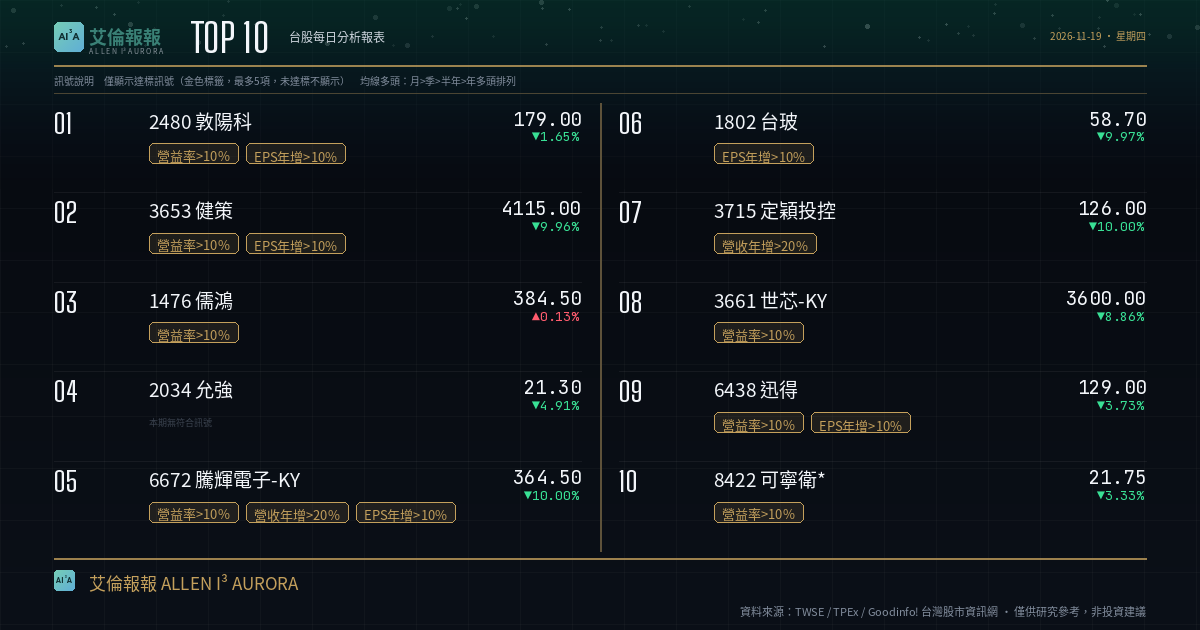 AI³A 艾倫報報 ALLEN I³AURORA
TOP 10
台股每日分析報表
2026-11-19 · 星期四
訊號說明 僅顯示達標訊號（金色標籤，最多5項，未達標不顯示） 均線多頭：月>季>半年>年多頭排列
01 2480 敦陽科 179.00
▼1.65%
營益率>10% EPS年增>10%
02 3653 健策 4115.00
▼9.96%
營益率>10% EPS年增>10%
03 1476 儒鴻 384.50
▲0.13%
營益率>10%
04 2034 允強 21.30
▼4.91%
本期無符合訊號
05 6672 騰輝電子-KY 364.50
▼10.00%
營益率>10% 營收年增>20% EPS年增>10%
06 1802 台玻 58.70
▼9.97%
EPS年增>10%
07 3715 定穎投控 126.00
▼10.00%
營收年增>20%
08 3661 世芯-KY 3600.00
▼8.86%
營益率>10%
09 6438 迅得 129.00
▼3.73%
營益率>10% EPS年增>10%
10 8422 可寧衛* 21.75
▼3.33%
營益率>10%
AI³A 艾倫報報 ALLEN I³ AURORA
資料來源：TWSE / TPEx / Goodinfo! 台灣股市資訊網 · 僅供研究參考，非投資建議